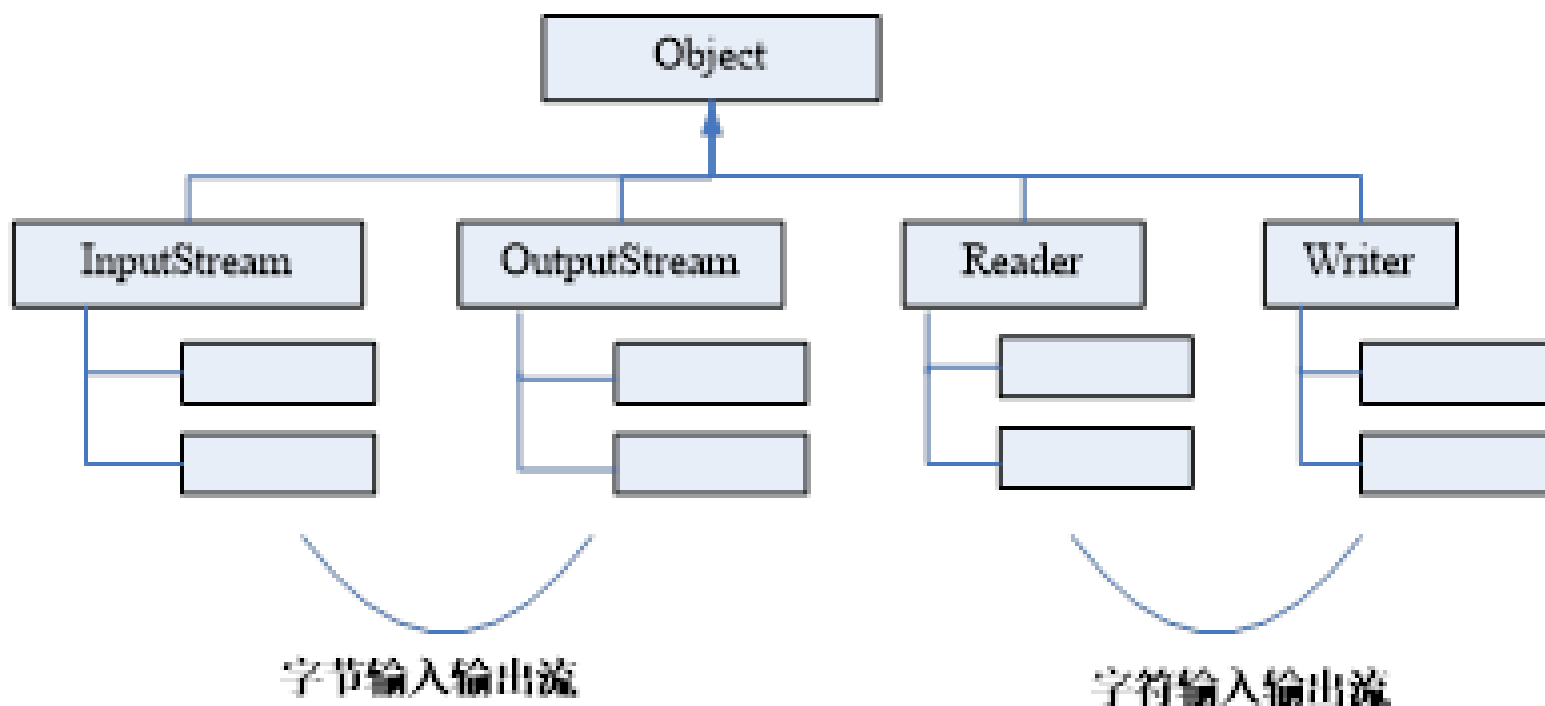 Object
InputStream
OutputStream
Reader
Writer
字节输入输出流
字符输入输出流